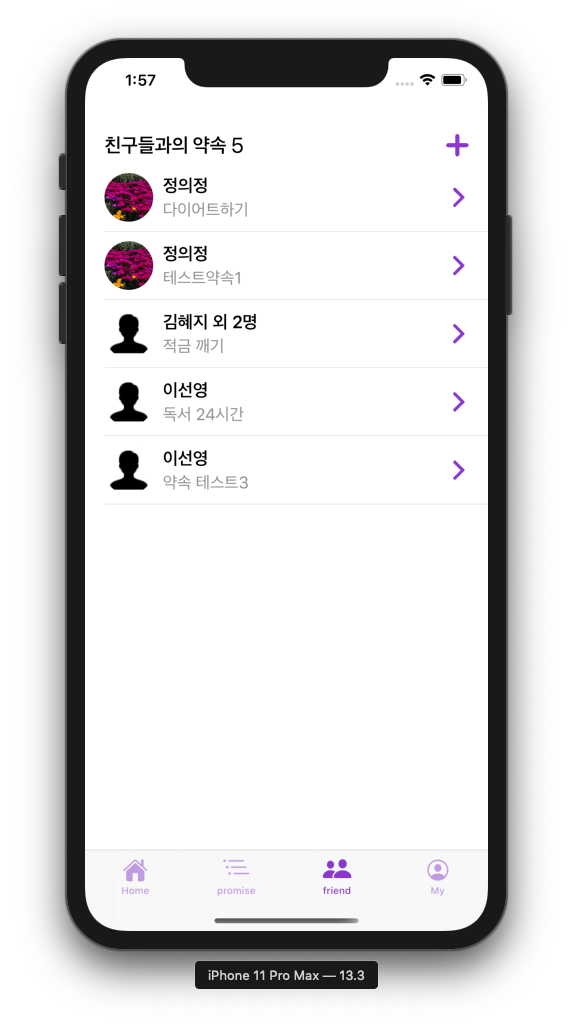 1:57
친구들과의 약속 5
정의정
다이어트하기
정의정
테스트약속1
김혜지 외 2명
적금 깨기
이선영
독서 24시간
이선영
약속 테스트3
Home
promise
friend
My
iPhone 11 Pro Max — 13.3